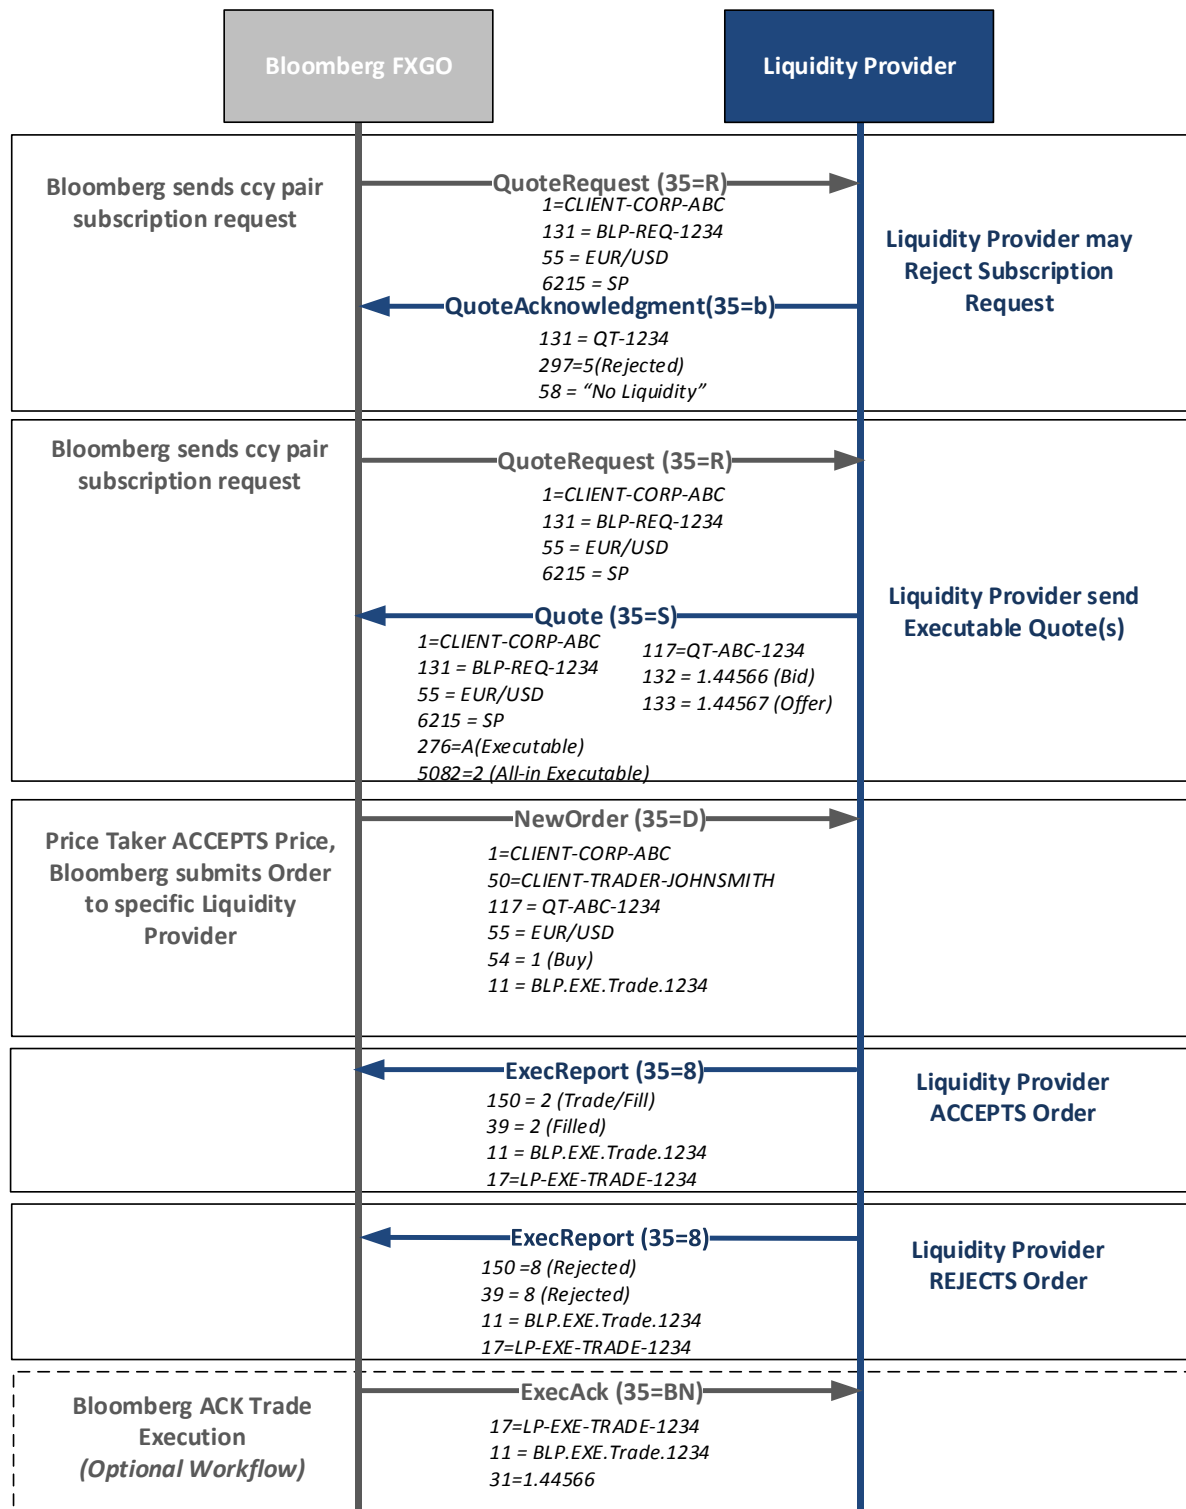 Bloomberg FXGO
Liquidity Provider
Bloomberg sends ccy pair
subscription request
QuoteRequest (35=R)
1=CLIENT-CORP-ABC
131 = BLP-REQ-1234
55 = EUR/USD
6215 = SP
Liquidity Provider may
Reject Subscription
Request
QuoteAcknowledgment(35=b)
131 = QT-1234
297=5(Rejected)
58 = “No Liquidity”
Bloomberg sends ccy pair
subscription request
QuoteRequest (35=R)
1=CLIENT-CORP-ABC
131 = BLP-REQ-1234
55 = EUR/USD
6215 = SP
Liquidity Provider send
Executable Quote(s)
Quote (35=S)
1=CLIENT-CORP-ABC
131 = BLP-REQ-1234
55 = EUR/USD
6215 = SP
276=A(Executable)
5082=2 (All-in Executable)
117=QT-ABC-1234
132 = 1.44566 (Bid)
133 = 1.44567 (Offer)
Price Taker ACCEPTS Price,
Bloomberg submits Order
to specific Liquidity
Provider
NewOrder (35=D)
1=CLIENT-CORP-ABC
50=CLIENT-TRADER-JOHNSMITH
117 = QT-ABC-1234
55 = EUR/USD
54 = 1 (Buy)
11 = BLP.EXE.Trade.1234
ExecReport (35=8)
150 = 2 (Trade/Fill)
39 = 2 (Filled)
11 = BLP.EXE.Trade.1234
17=LP-EXE-TRADE-1234
Liquidity Provider
ACCEPTS Order
ExecReport (35=8)
150 =8 (Rejected)
39 = 8 (Rejected)
11 = BLP.EXE.Trade.1234
17=LP-EXE-TRADE-1234
Liquidity Provider
REJECTS Order
Bloomberg ACK Trade
Execution
(Optional Workflow)
ExecAck (35=BN)
17=LP-EXE-TRADE-1234
11 = BLP.EXE.Trade.1234
31=1.44566